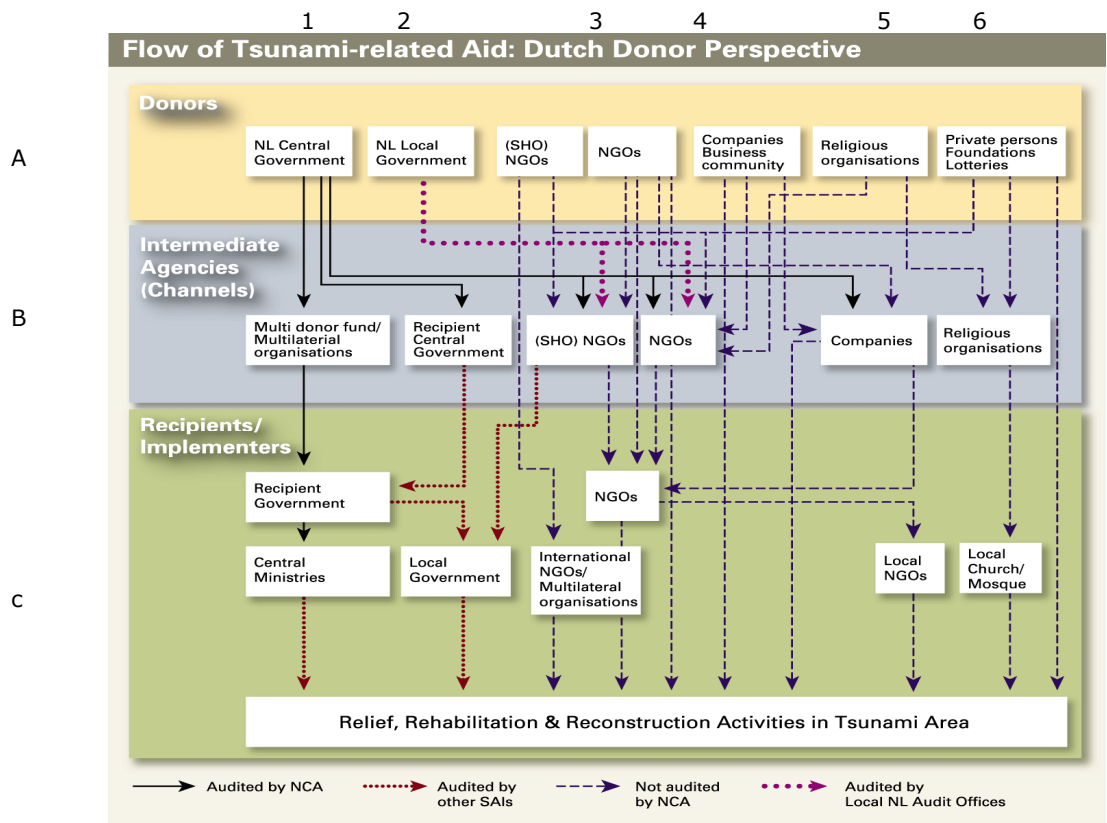 1 2 3 4 5 6
Flow of Tsunami-related Aid: Dutch Donor Perspective
Donors
A
NL Central
Government
NL Local
Government
(SHO)
NGOs
NGOs
Companies
Business
community
Religious
organisations
Private persons
Foundations
Lotteries
Intermediate
Agencies
(Channels)
B
Multi donor fund/
Multilaterial
organisations
Recipient
Central
Government
(SHO) NGOs
NGOs
Companies
Religious
organisations
Recipients/
Implementers
Recipient
Government
NGOs
c
Central
Ministries
Local
Government
International
NGOs/
Multilateral
organisations
Local
NGOs
Local
Church/
Mosque
Relief, Rehabilitation & Reconstruction Activities in Tsunami Area
Audited by NCA
Audited by
other SAIs
Not audited
by NCA
Audited by
Local NL Audit Offices